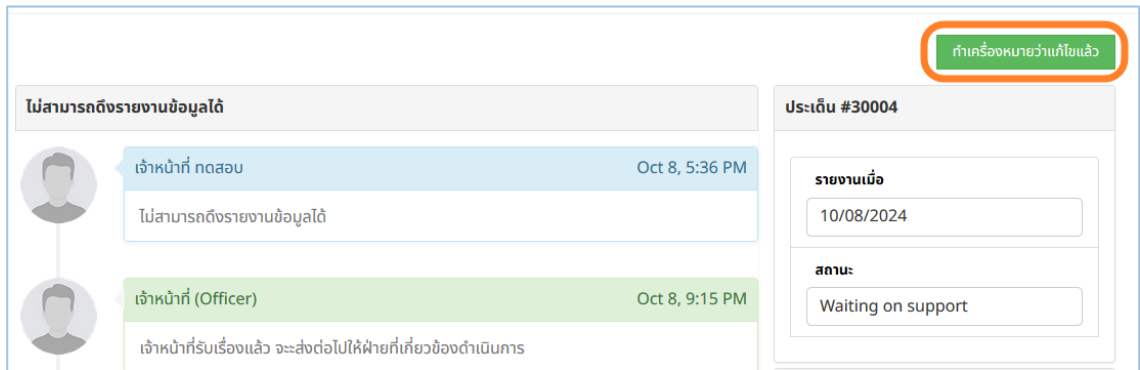 ทำเครื่องหมายว่าแก้ไขแล้ว
ไม่สามารถดึงรายงานข้อมูลได้
ประเด็น #30004
เจ้าหน้าที่ ทดสอบ Oct 8, 5:36 PM
ไม่สามารถดึงรายงานข้อมูลได้
รายงานเมื่อ
10/08/2024
สถานะ
Waiting on support
เจ้าหน้าที่ (Officer) Oct 8, 9:15 PM
เจ้าหน้าที่รับเรื่องแล้ว จะะส่งต่อไปให้ฝ่ายที่เกี่ยวข้องดำเนินการ